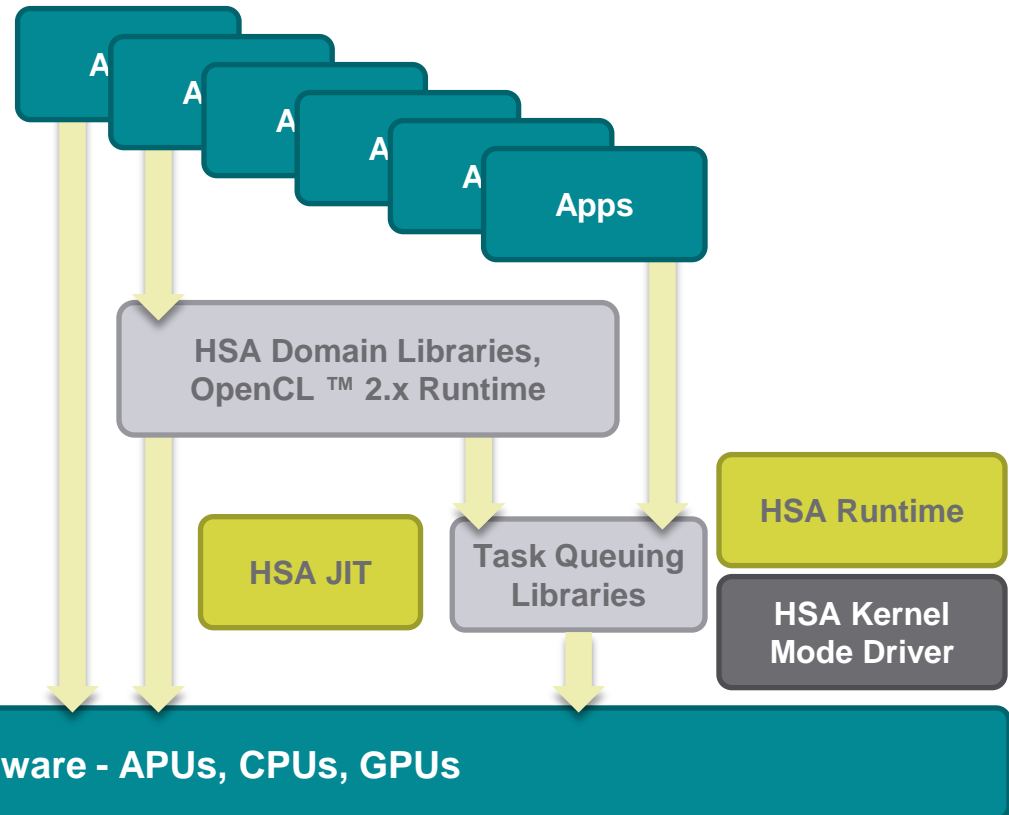 A
A
A
A
A
Apps
HSA Domain Libraries,
OpenCL ™ 2.x Runtime
HSA Runtime
HSA JIT
Task Queuing
Libraries
HSA Kernel
Mode Driver
ware - APUs, CPUs, GPUs